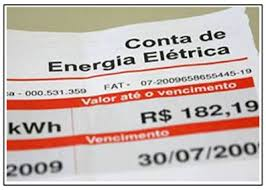 Conta de
Energia Elétrica
- 000.531.359 FAT - 07-2009658655445-19
Valor até o vencimento
kWh R$ 182,19
Vencimento
2009 30/07/2009